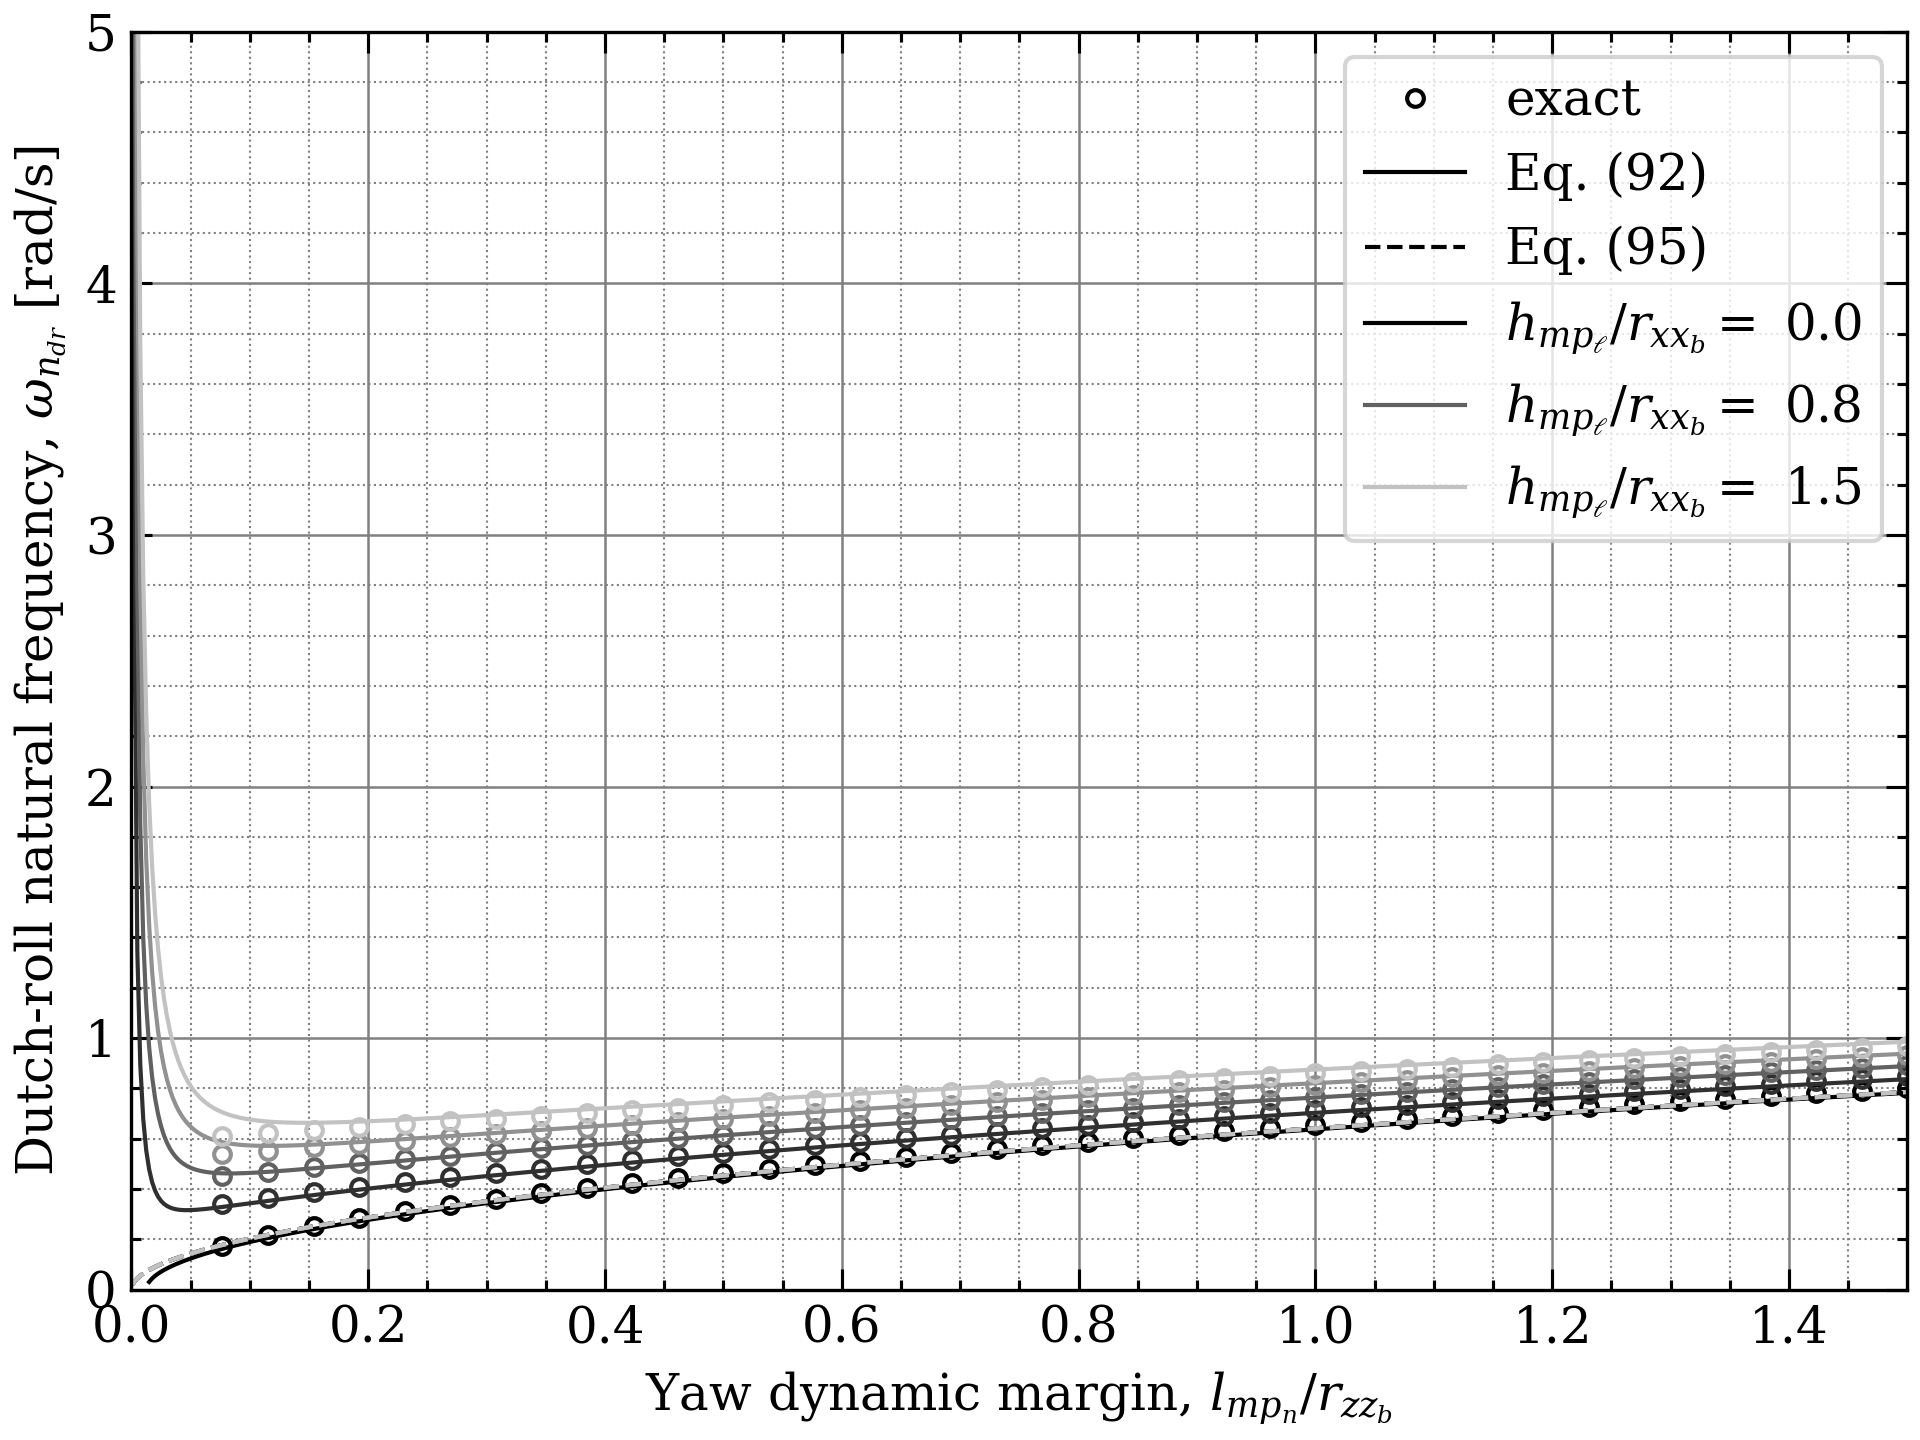 Dutch-roll natural frequency, ω_{n_{dr}} [rad/s]
5
4
3
2
1
0
exact
Eq. (92)
Eq. (95)
h_{mp_ℓ}/r_{xx_b} = 0.0
h_{mp_ℓ}/r_{xx_b} = 0.8
h_{mp_ℓ}/r_{xx_b} = 1.5
0.0 0.2 0.4 0.6 0.8 1.0 1.2 1.4
Yaw dynamic margin, l_{mp_n}/r_{zz_b}